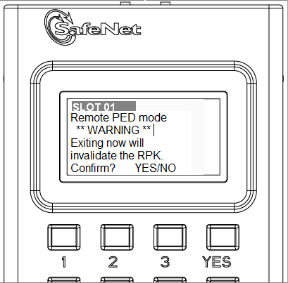 SafeNet
SLOT 01
Remote PED mode
** WARNING **
Exiting now will
invalidate the RPK.
Confirm? YES/NO
1 2 3 YES